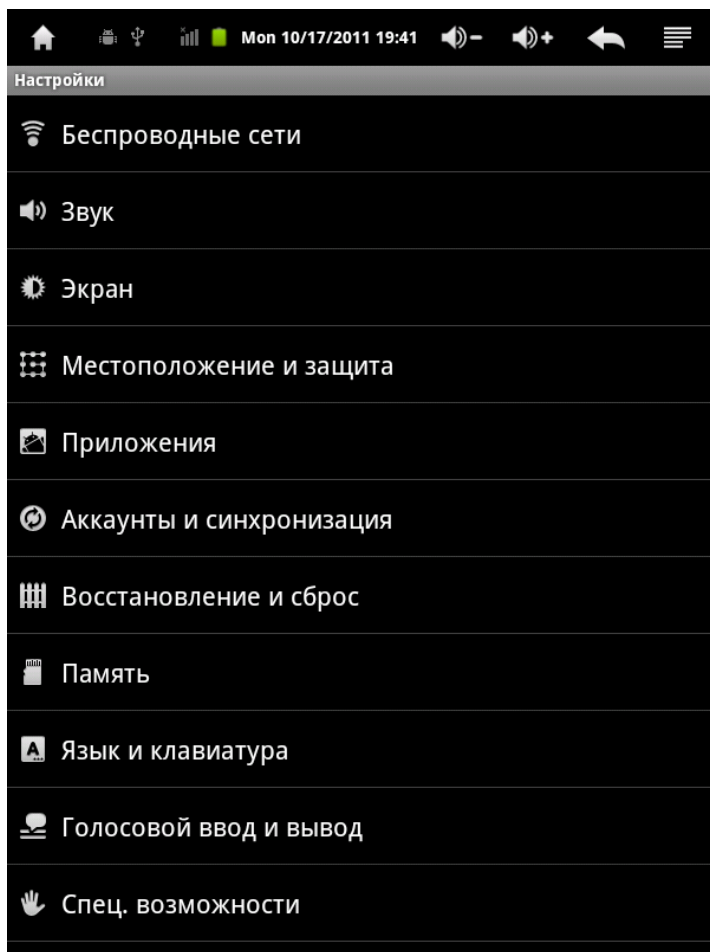 Mon 10/17/2011 19:41
Настройки
Беспроводные сети
Звук
Экран
Местоположение и защита
Приложения
Аккаунты и синхронизация
Восстановление и сброс
Память
Язык и клавиатура
Голосовой ввод и вывод
Спец. возможности